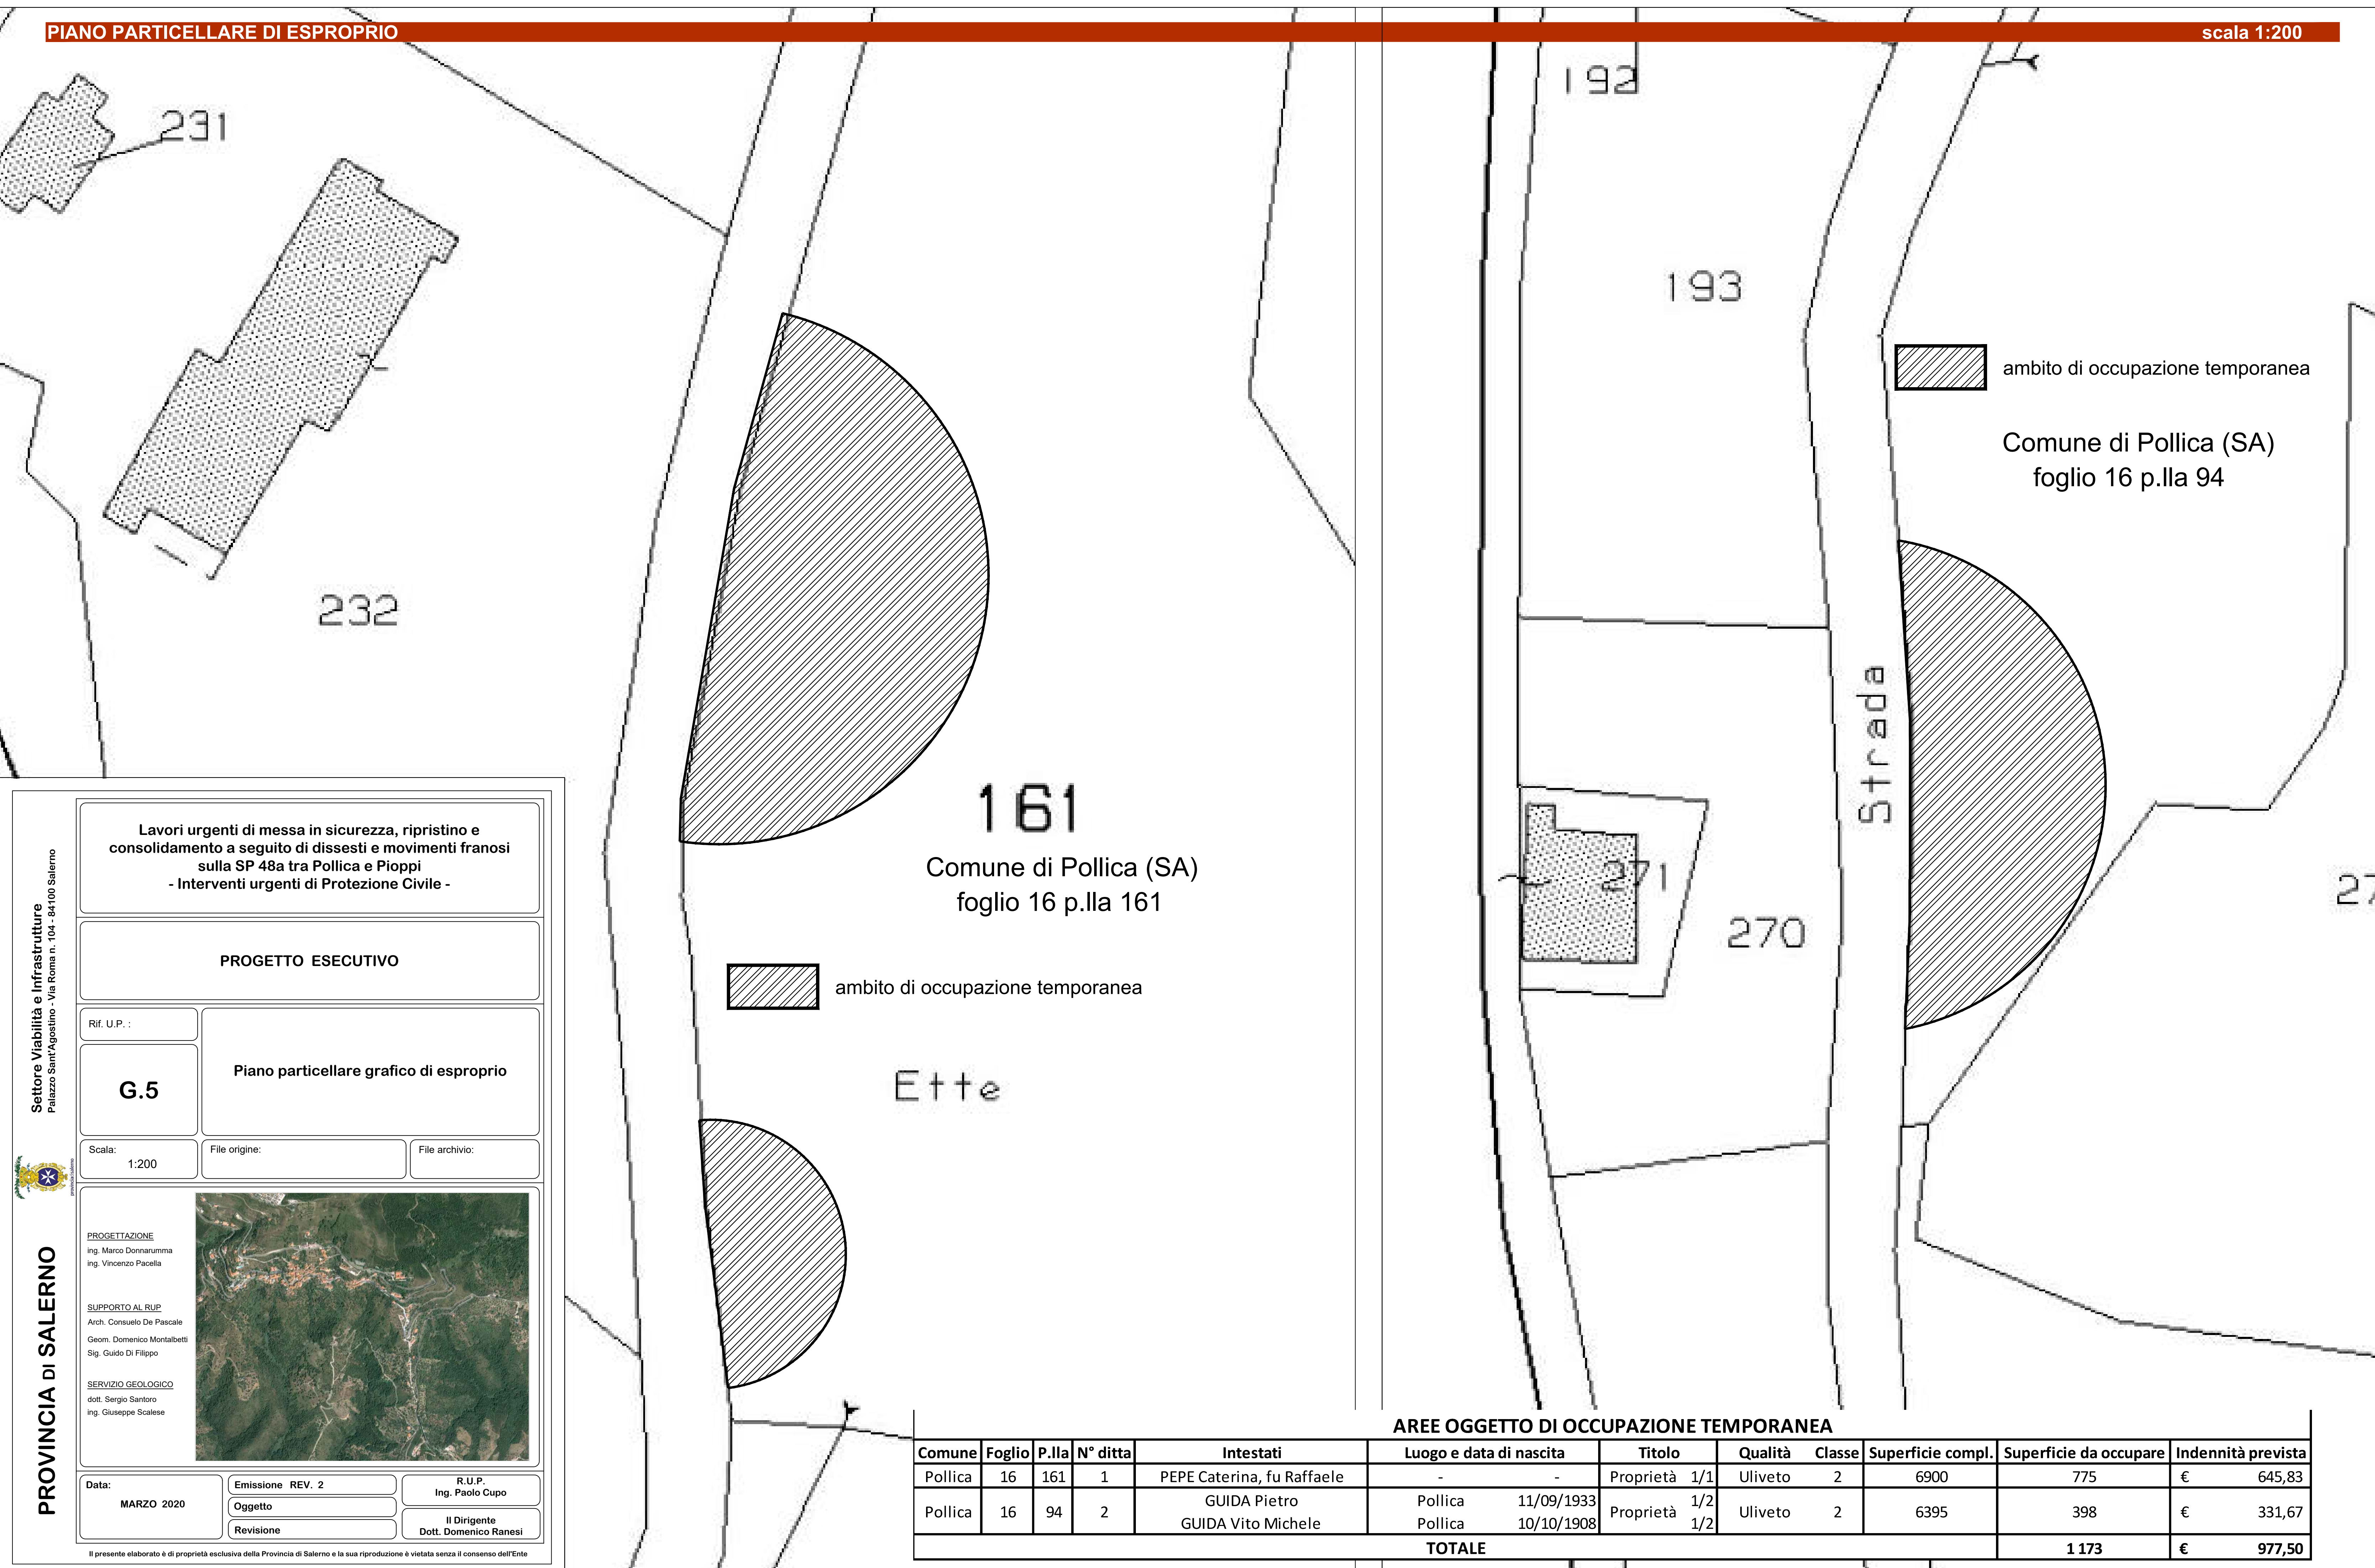 PIANO PARTICELLARE DI ESPROPRIO
scala 1:200
231
232
192
193
ambito di occupazione temporanea
Comune di Pollica (SA)
foglio 16 p.lla 94
Strada
161
Comune di Pollica (SA)
foglio 16 p.lla 161
ambito di occupazione temporanea
Ette
271
270
27
Settore Viabilità e Infrastrutture
Palazzo Sant'Agostino - Via Roma n. 104 - 84100 Salerno
PROVINCIA DI SALERNO
Lavori urgenti di messa in sicurezza, ripristino e
consolidamento a seguito di dissesti e movimenti franosi
sulla SP 48a tra Pollica e Pioppi
- Interventi urgenti di Protezione Civile -
PROGETTO ESECUTIVO
Rif. U.P. :
G.5
Piano particellare grafico di esproprio
Scala:
1:200
File origine:
File archivio:
PROGETTAZIONE
ing. Marco Donnarumma
ing. Vincenzo Pacella
SUPPORTO AL RUP
Arch. Consuelo De Pascale
Geom. Domenico Montalbetti
Sig. Guido Di Filippo
SERVIZIO GEOLOGICO
dott. Sergio Santoro
ing. Giuseppe Scalese
Data:
MARZO 2020
Emissione REV. 2
Oggetto
Revisione
R.U.P.
Ing. Paolo Cupo
Il Dirigente
Dott. Domenico Ranesi
Il presente elaborato è di proprietà esclusiva della Provincia di Salerno e la sua riproduzione è vietata senza il consenso dell'Ente
AREE OGGETTO DI OCCUPAZIONE TEMPORANEA
Comune Foglio P.lla N° ditta Intestati Luogo e data di nascita Titolo Qualità Classe Superficie compl. Superficie da occupare Indennità prevista
Pollica 16 161 1 PEPE Caterina, fu Raffaele - - Proprietà 1/1 Uliveto 2 6900 775 € 645,83
Pollica 16 94 2 GUIDA Pietro Pollica 11/09/1933 Proprietà 1/2 Uliveto 2 6395 398 € 331,67
GUIDA Vito Michele Pollica 10/10/1908 1/2
TOTALE 1 173 € 977,50